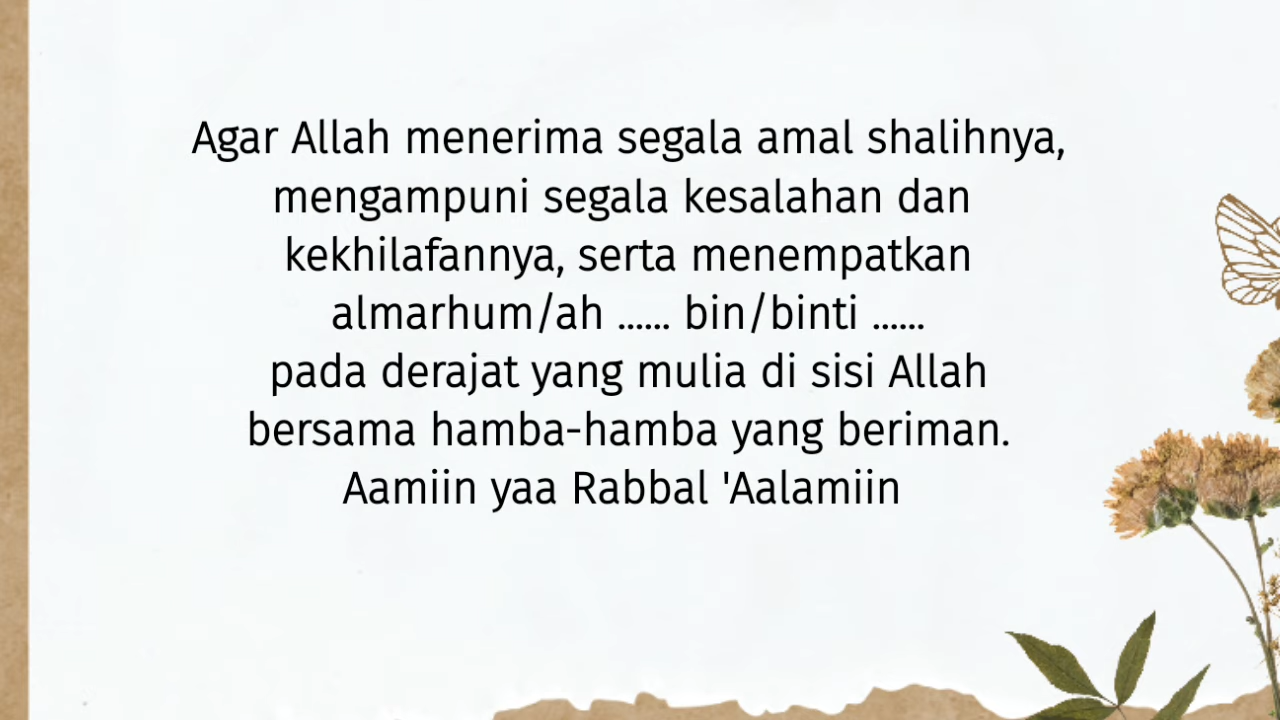 Agar Allah menerima segala amal shalihnya,
mengampuni segala kesalahan dan
kekhilafannya, serta menempatkan
almarhum/ah ...... bin/binti ......
pada derajat yang mulia di sisi Allah
bersama hamba-hamba yang beriman.
Aamiin yaa Rabbal 'Aalamiin